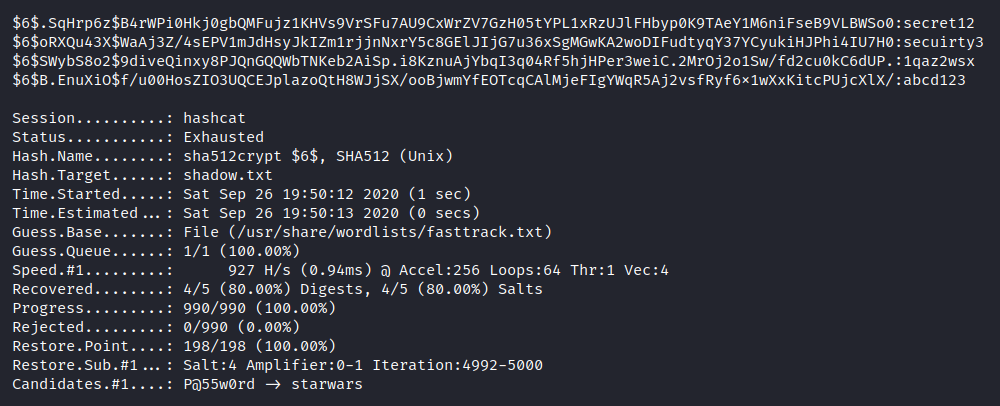 $6$.SqHrp6z$B4rWPi0Hkj0gbQMFujz1KHVs9VrSFu7AU9CxWrZV7GzH05tYPL1xRzUJlFHbyp0K9TAeY1M6niFseB9VLBWSo0:secret12
$6$oRXQu43X$WaAj3Z/4sEPV1mJdHsyJkIZm1rjjnNxrY5c8GElJIjG7u36xSgMGwKA2woDIFudtyqY37YCyukiHJPhi4IU7H0:secuirty3
$6$SWybS8o2$9diveQinxy8PJQnGQQWbTNKeb2AiSp.i8KznuAjYbqI3q04Rf5hjHPer3weiC.2MrOj2o1Sw/fd2cu0kC6dUP.:1qaz2wsx
$6$B.EnuXiO$f/u00HosZIO3UQCEJplazoQtH8WJjSX/ooBjwmYfEOTcqCAlMjeFIgYWqR5Aj2vsfRyf6×1wXxKitcPUjcXlX/:abcd123
Session..........: hashcat
Status...........: Exhausted
Hash.Name........: sha512crypt $6$, SHA512 (Unix)
Hash.Target......: shadow.txt
Time.Started.....: Sat Sep 26 19:50:12 2020 (1 sec)
Time.Estimated...: Sat Sep 26 19:50:13 2020 (0 secs)
Guess.Base.......: File (/usr/share/wordlists/fasttrack.txt)
Guess.Queue......: 1/1 (100.00%)
Speed.#1.........:      927 H/s (0.94ms) @ Accel:256 Loops:64 Thr:1 Vec:4
Recovered........: 4/5 (80.00%) Digests, 4/5 (80.00%) Salts
Progress.........: 990/990 (100.00%)
Rejected.........: 0/990 (0.00%)
Restore.Point....: 198/198 (100.00%)
Restore.Sub.#1...: Salt:4 Amplifier:0-1 Iteration:4992-5000
Candidates.#1....: P@55w0rd -> starwars